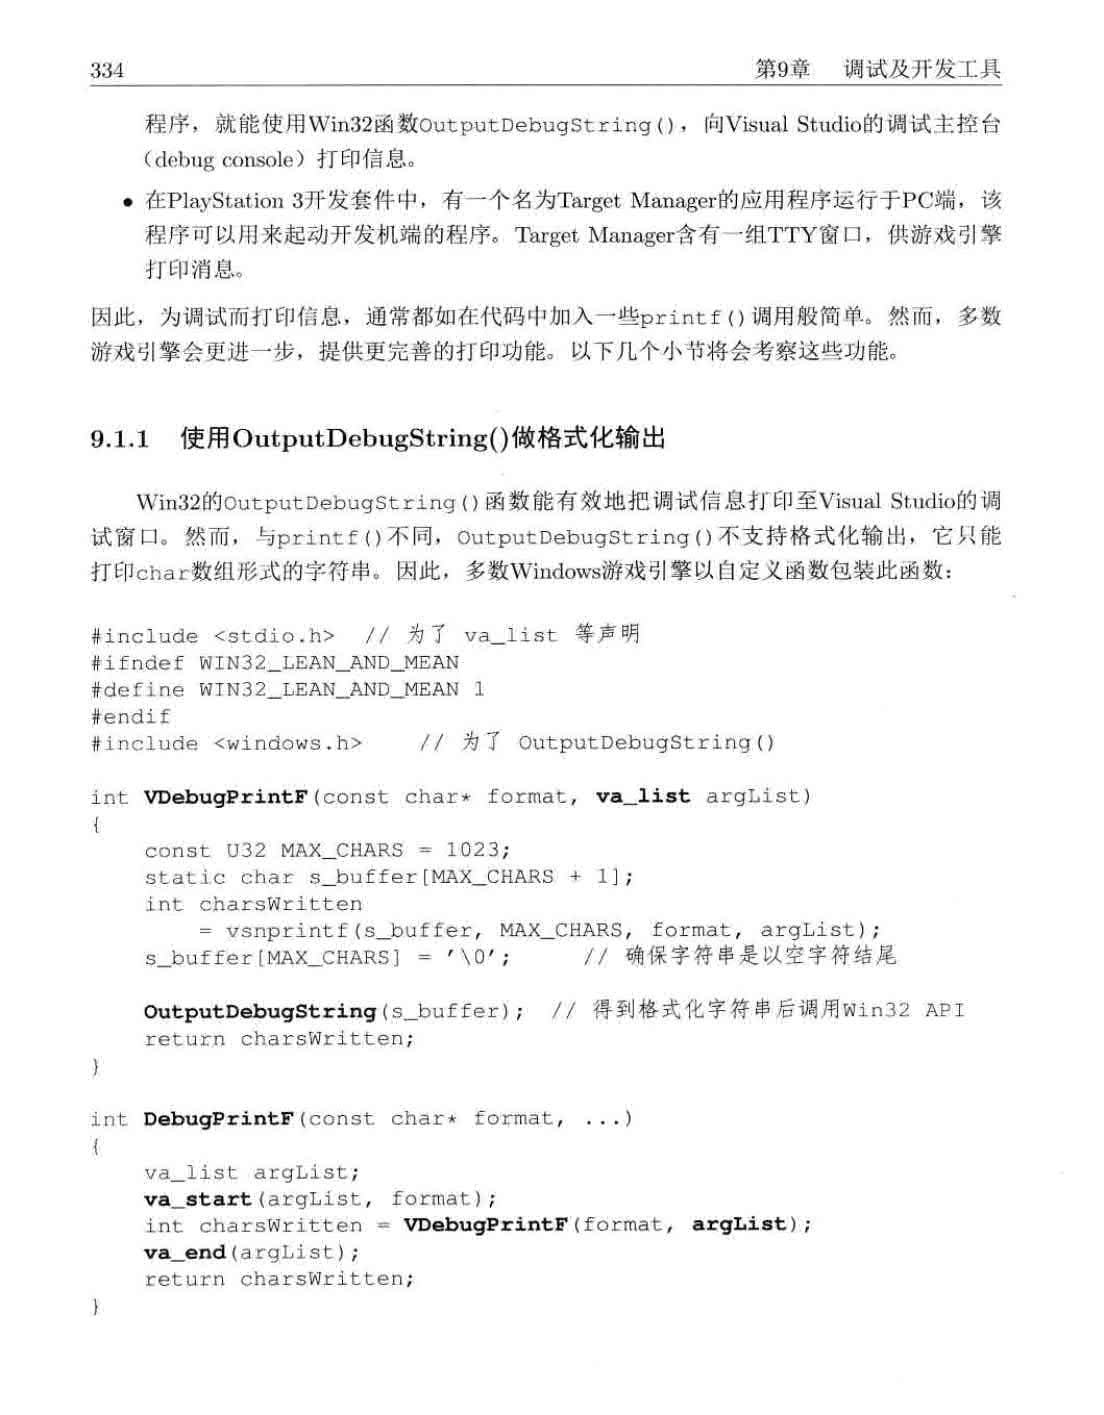 334
第9章 调试及开发工具
程序，就能使用Win32函数OutputDebugString()，向Visual Studio的调试主控台
（debug console）打印信息。
• 在PlayStation 3开发套件中，有一个名为Target Manager的应用程序运行于PC端，该
程序可以用来起动开发机端的程序。Target Manager含有一组TTY窗口，供游戏引擎
打印消息。
因此，为调试而打印信息，通常都如在代码中加入一些printf()调用般简单。然而，多数
游戏引擎会更进一步，提供更完善的打印功能。以下几个小节将会考察这些功能。
9.1.1 使用OutputDebugString()做格式化输出
Win32的OutputDebugString()函数能有效地把调试信息打印至Visual Studio的调
试窗口。然而，与printf()不同，OutputDebugString()不支持格式化输出，它只能
打印char数组形式的字符串。因此，多数Windows游戏引擎以自定义函数包装此函数：
#include <stdio.h> // 为了 va_list 等声明
#ifndef WIN32_LEAN_AND_MEAN
#define WIN32_LEAN_AND_MEAN 1
#endif
#include <windows.h> // 为了 OutputDebugString()
int VDebugPrintF(const char* format, va_list argList)
{
const U32 MAX_CHARS = 1023;
static char s_buffer[MAX_CHARS + 1];
int charsWritten
= vsnprintf(s_buffer, MAX_CHARS, format, argList);
s_buffer[MAX_CHARS] = '\0'; // 确保字符串是以空字符结尾
OutputDebugString(s_buffer); // 得到格式化字符串后调用Win32 API
return charsWritten;
}
int DebugPrintF(const char* format, ...)
{
va_list argList;
va_start(argList, format);
int charsWritten = VDebugPrintF(format, argList);
va_end(argList);
return charsWritten;
}